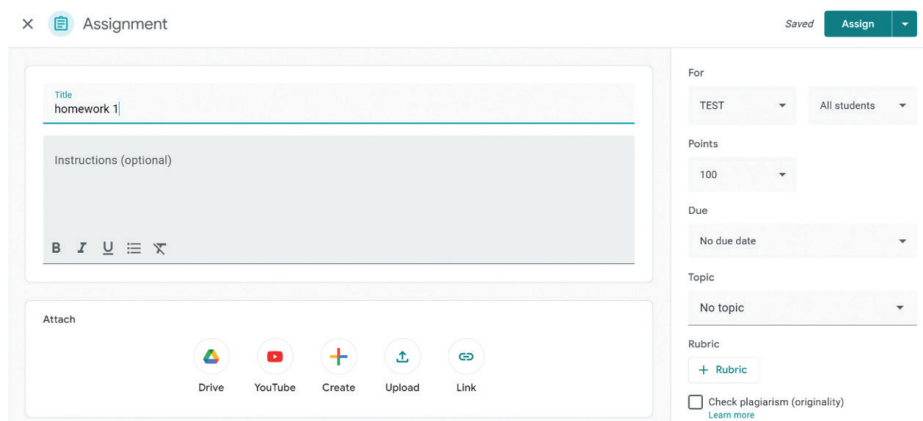 Assignment
Saved
Assign
Title
homework 1
Instructions (optional)
B I U
Attach
Drive YouTube Create Upload Link
For
TEST All students
Points
100
Due
No due date
Topic
No topic
Rubric
+ Rubric
Check plagiarism (originality)
Learn more